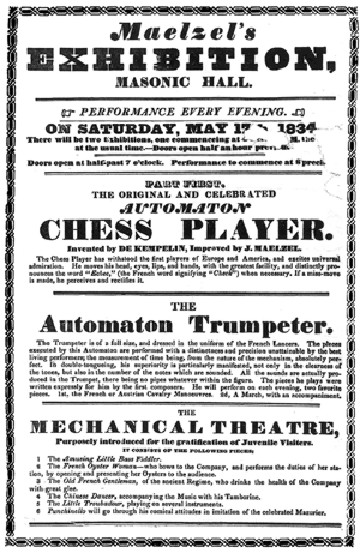 Maelzel's
EXHIBITION,
MASONIC HALL.
PERFORMANCE EVERY EVENING.
ON SATURDAY, MAY 17 1834
There will be two Exhibitions, one commencing at
at the usual time.—Doors open half an hour
Doors open at half-past 7 o'clock. Performance to commence at 8
PART FIRST.
THE ORIGINAL AND CELEBRATED
AUTOMATON
CHESS PLAYER.
Invented by DE KEMPELIN, Improved by J. MAELZEL.
The Chess Player has withstood the first players of Europe and America, and excites universal
admiration. He moves his head, eyes, lips, and hands, with the greatest facility, and distinctly pro-
nounces the word "Echec," (the French word signifying "Check") when necessary. If a false move
is made, he perceives and rectifies it.
THE
Automaton Trumpeter.
The Trumpeter is of a full size, and dressed in the uniform of the French Lancers. The pieces
executed by this Automaton are performed with a distinctness and precision unattainable by the best
living performers; the measurement of time being, from the nature of the mechanism, absolutely per-
fect. In double-tongueing, his superiority is particularly manifested, not only in the clearness of
the tones, but also in the number of the notes which are sounded. All the sounds are actually pro-
duced in the Trumpet, there being no pipes whatever within the figure. The pieces he plays were
written expressly for him by the first composers. He will perform on each evening, two favorite
pieces. 1st, the French or Austrian Cavalry Manœuvres. 2d, A March, with an accompaniment.
THE
MECHANICAL THEATRE,
Purposely introduced for the gratification of Juvenile Visiters.
IT CONSISTS OF THE FOLLOWING PIECES;
1 The Amusing Little Bass Fiddler.
2 The French Oyster Woman—who bows to the Company, and performs the duties of her sta-
tion, by opening and presenting her Oysters to the audience.
3 The Old French Gentleman, of the ancient Regime, who drinks the health of the Company
with great glee.
4 The Chinese Dancer, accompanying the Music with his Tamborine.
5 The Little Troubadour, playing on several instruments.
6 Punchinello will go through his comical attitudes in imitation of the celebrated Mazurier.